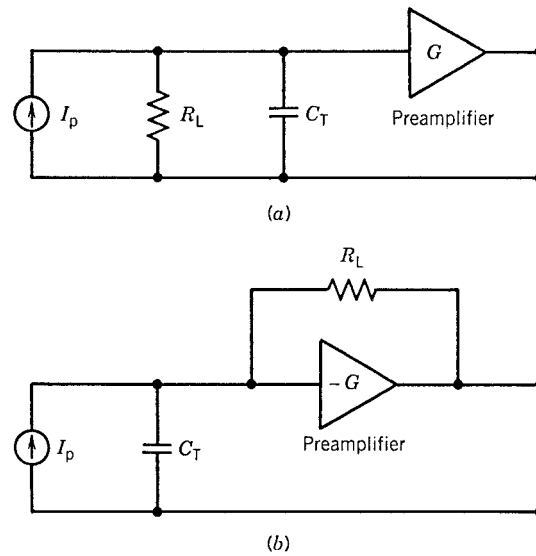 G
I_p
R_L
C_T
Preamplifier
(a)
R_L
-G
I_p
C_T
Preamplifier
(b)